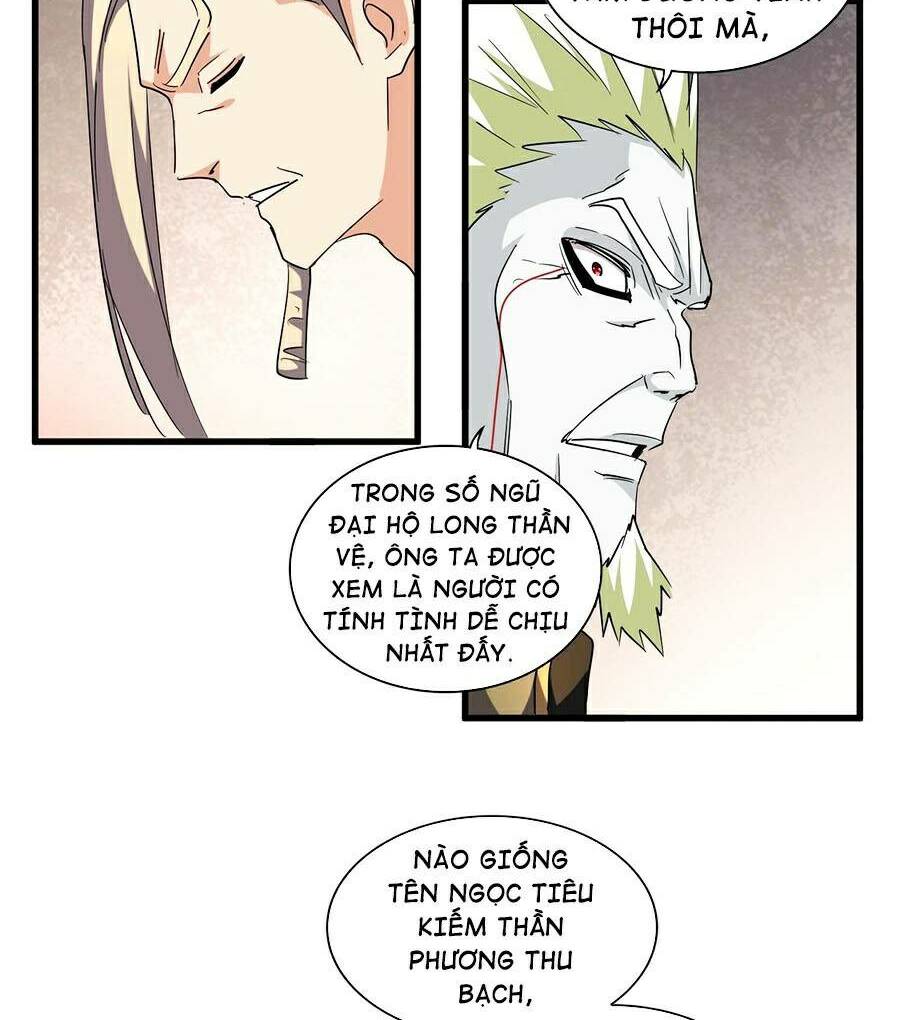 THÔI MÀ,
TRONG SỐ NGŨ
ĐẠI HỘ LONG THẦN
VỆ, ÔNG TA ĐƯỢC
XEM LÀ NGƯỜI CÓ
TÍNH TÌNH DỄ CHỊU
NHẤT ĐẤY.
NÀO GIỐNG
TÊN NGỌC TIÊU
KIẾM THẦN
PHƯƠNG THU
BẠCH,